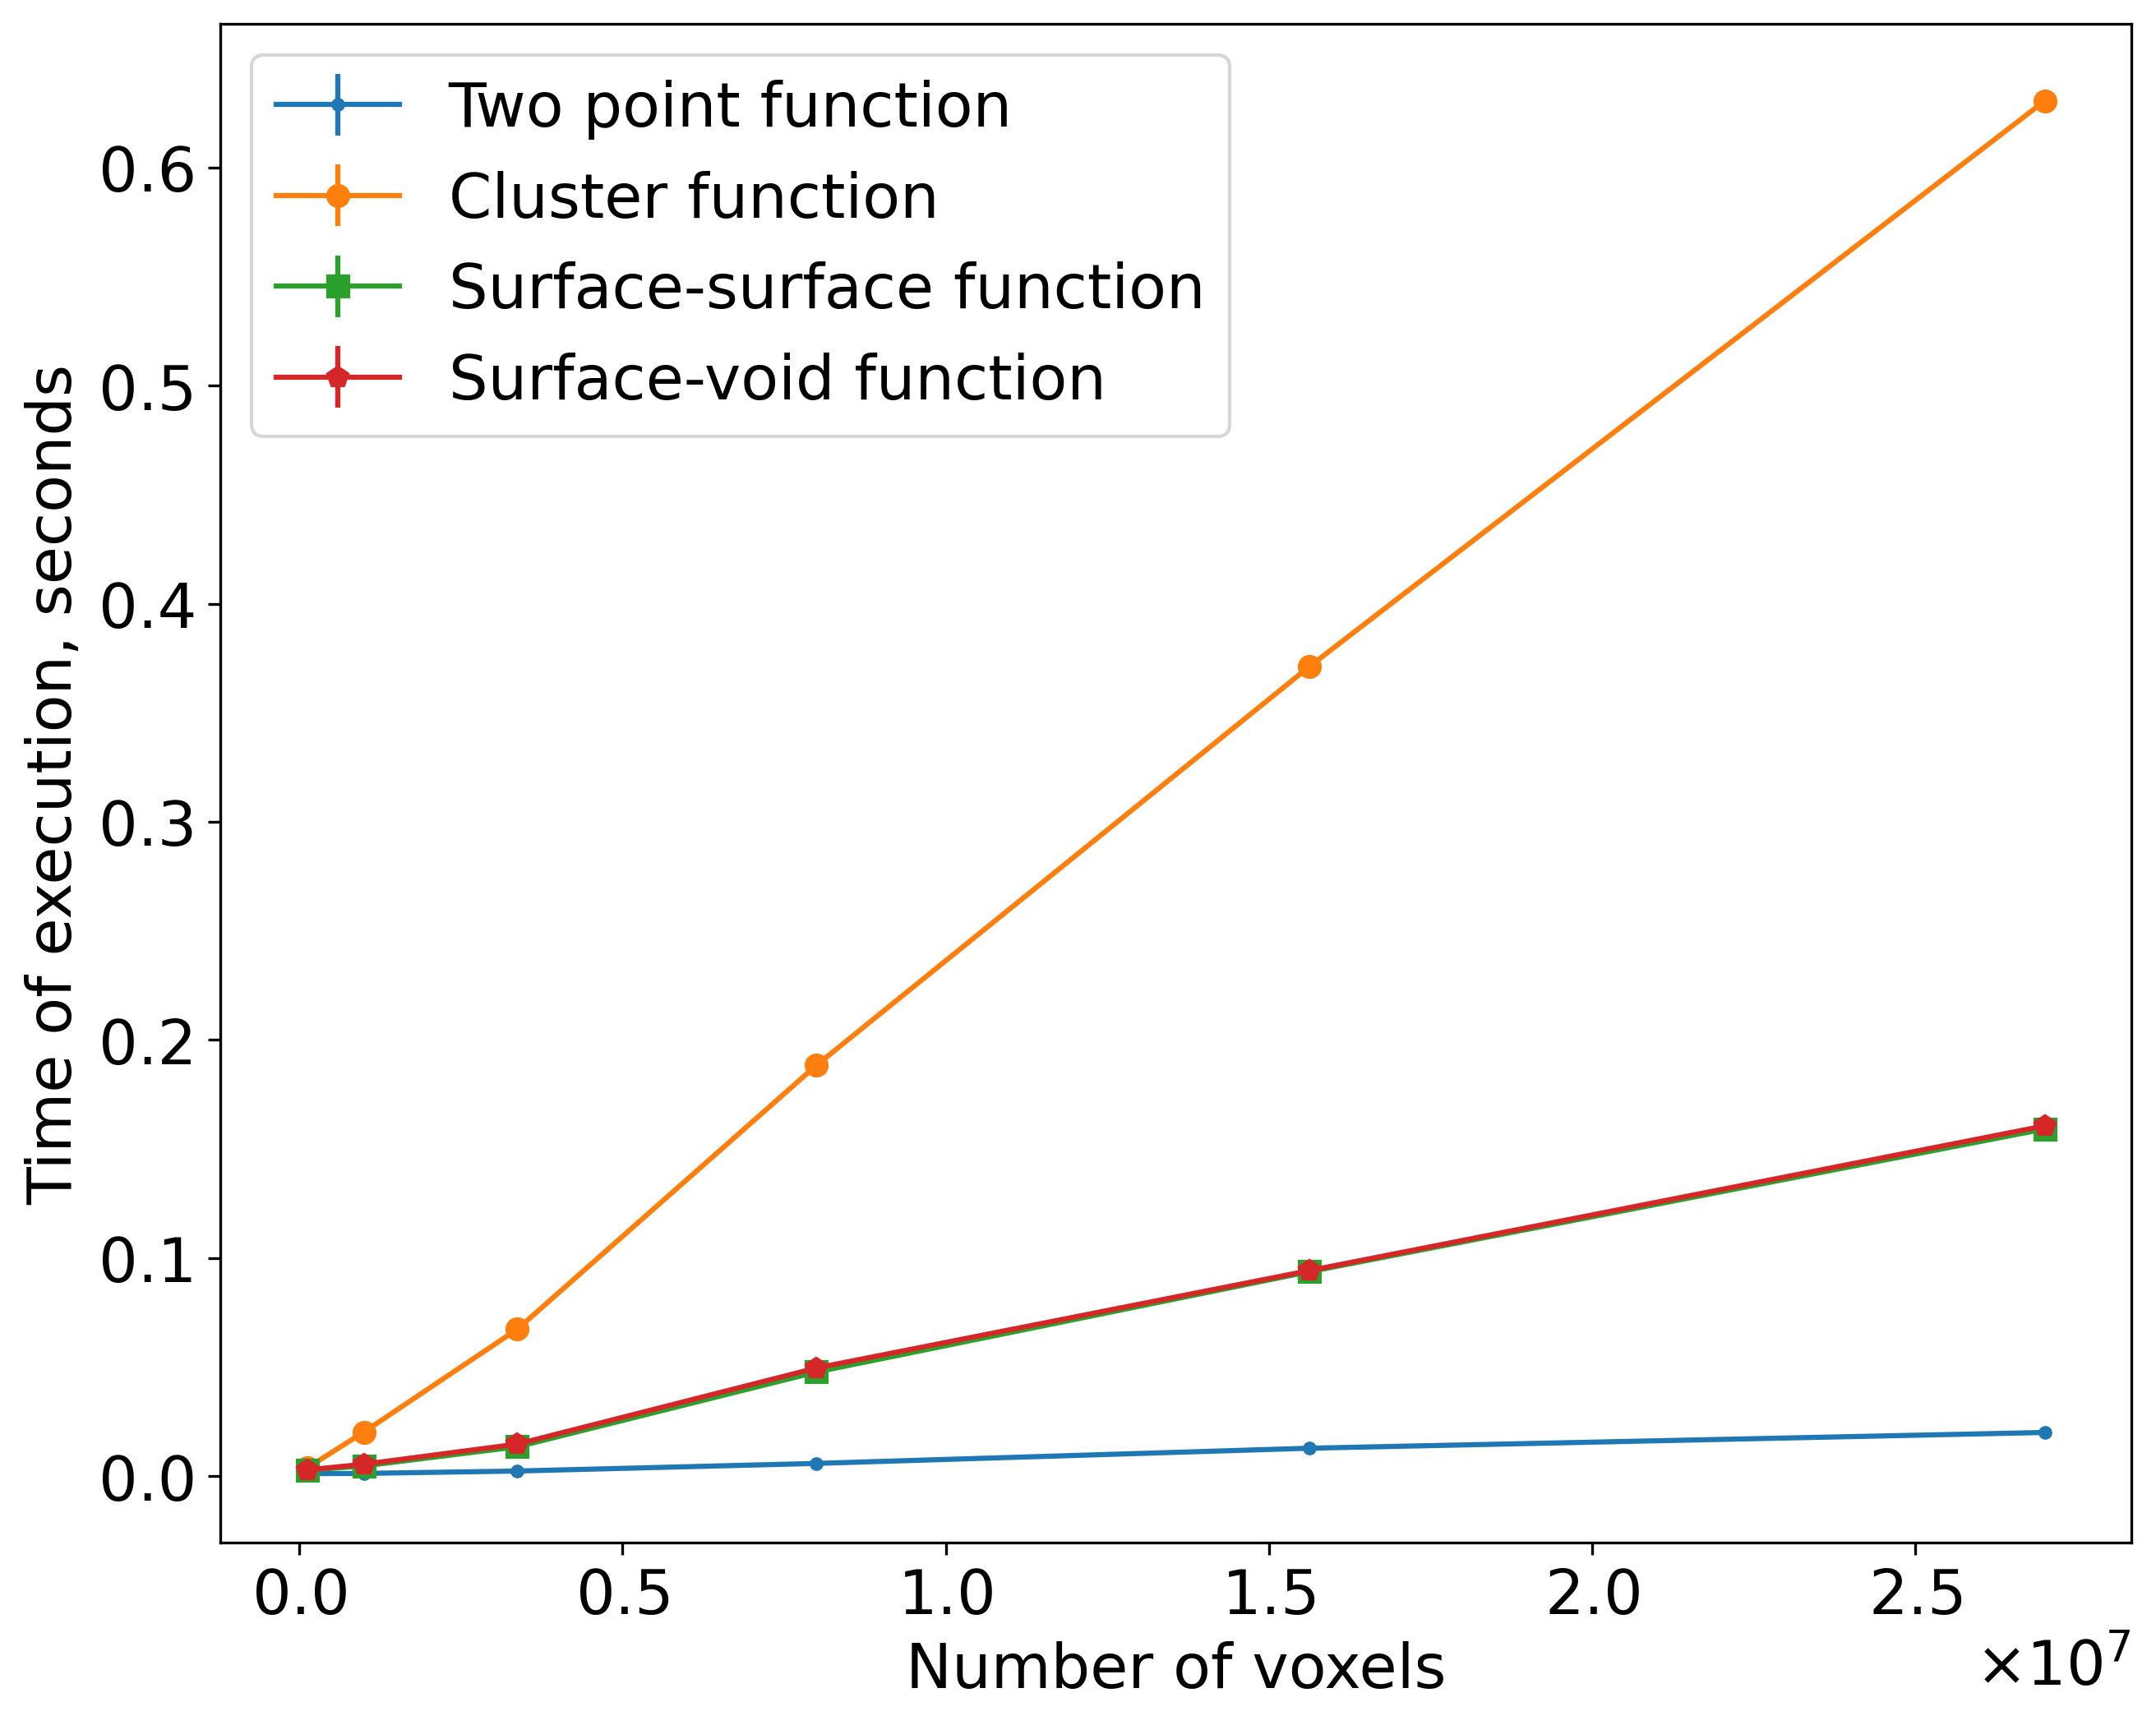 Two point function
Cluster function
Surface-surface function
Surface-void function
Time of execution, seconds
0.6
0.5
0.4
0.3
0.2
0.1
0.0
0.0 0.5 1.0 1.5 2.0 2.5
Number of voxels
×10⁷